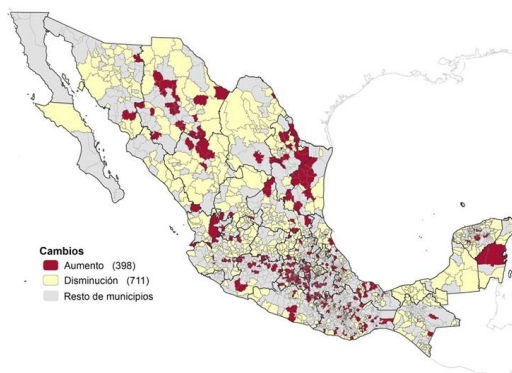 Cambios
Aumento (398)
Disminución (711)
Resto de municipios